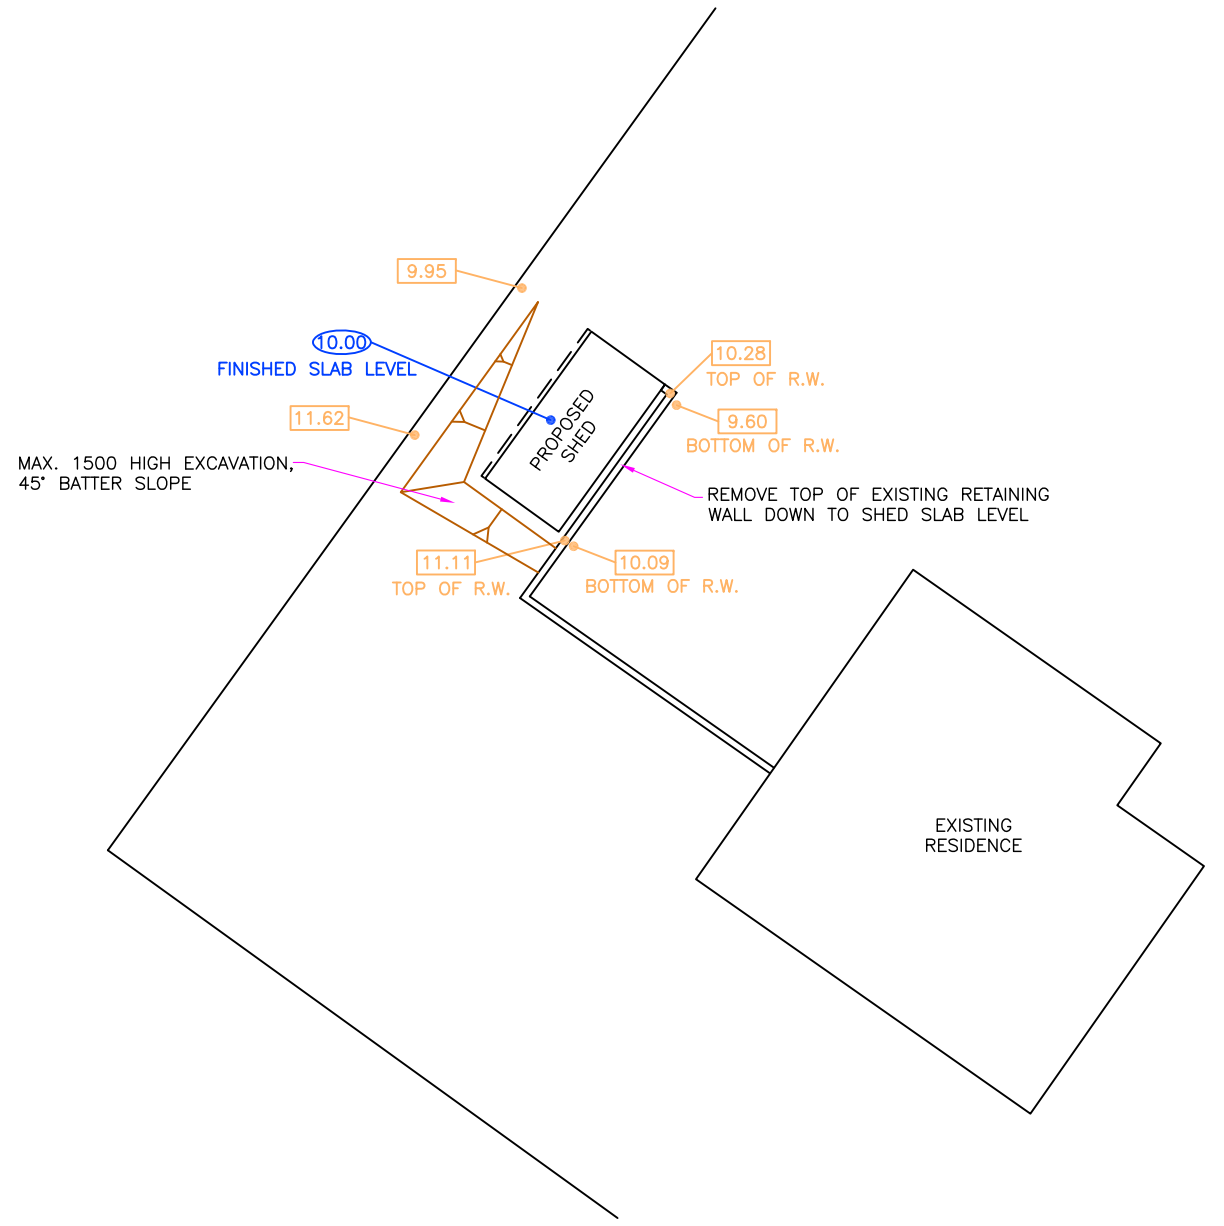 9.95
10.00
FINISHED SLAB LEVEL
10.28
TOP OF R.W.
11.62
9.60
BOTTOM OF R.W.
PROPOSED
SHED
MAX. 1500 HIGH EXCAVATION,
45° BATTER SLOPE
REMOVE TOP OF EXISTING RETAINING
WALL DOWN TO SHED SLAB LEVEL
11.11
TOP OF R.W.
10.09
BOTTOM OF R.W.
EXISTING
RESIDENCE